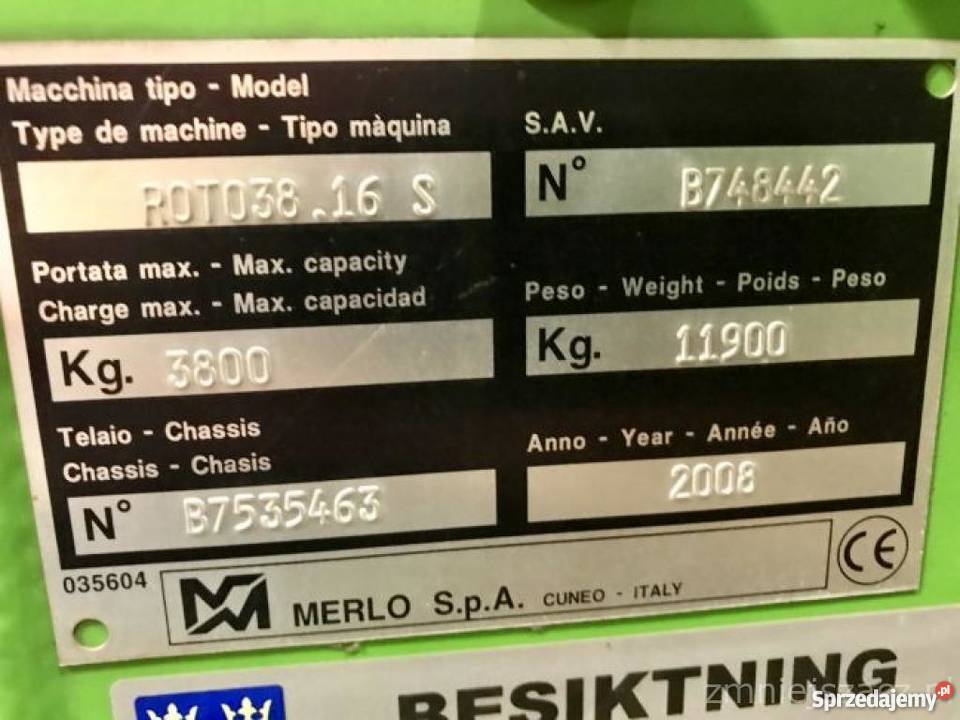 Macchina tipo - Model
Type de machine - Tipo màquina
ROTO38.16 S
S.A.V.
N° B748442
Portata max. - Max. capacity
Charge max. - Max. capacidad
Kg. 3800
Peso - Weight - Poids - Peso
Kg. 11900
Telaio - Chassis
Chassis - Chasis
N° B7535463
Anno - Year - Année - Año
2008
035604
MERLO S.p.A. CUNEO - ITALY
CE
BESIKTNING
zmniejszacz.pl
Sprzedajemy.pl